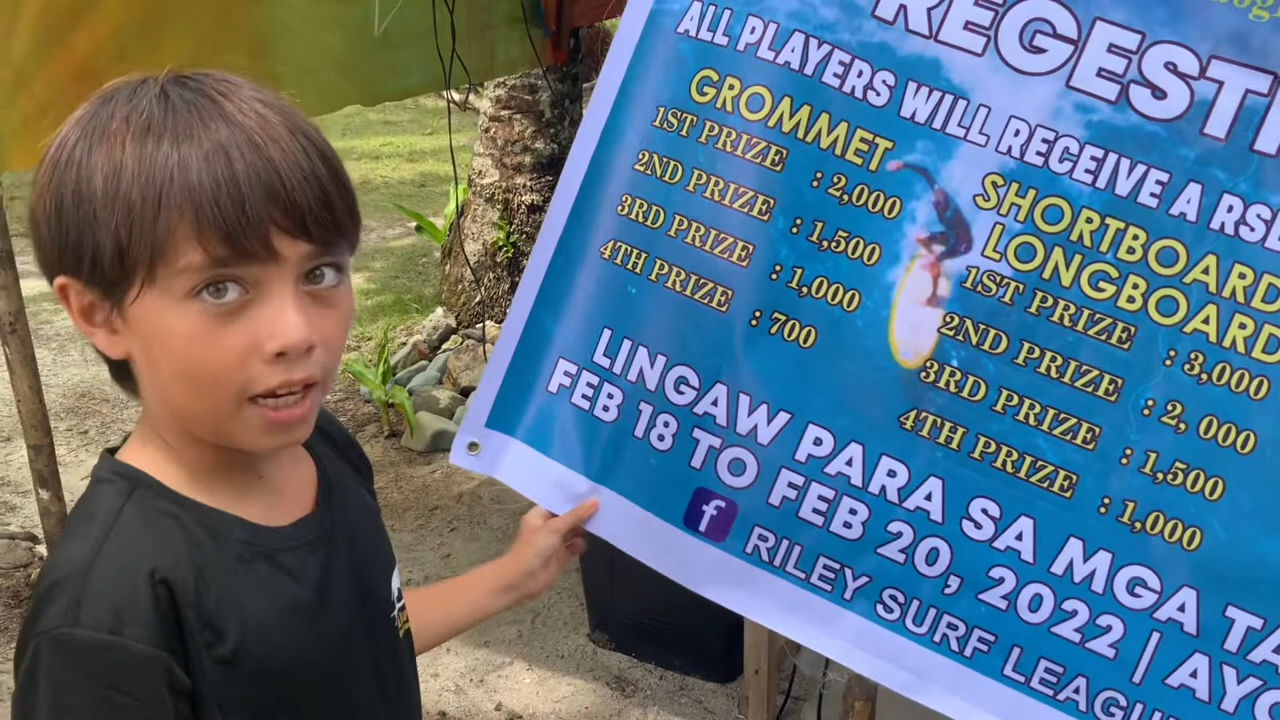 REGESTI
ALL PLAYERS WILL RECEIVE A RS
GROMMET
1ST PRIZE : 2,000
2ND PRIZE : 1,500
3RD PRIZE : 1,000
4TH PRIZE : 700
SHORTBOARD
LONGBOARD
1ST PRIZE : 3,000
2ND PRIZE : 2, 000
3RD PRIZE : 1,500
4TH PRIZE : 1,000
LINGAW PARA SA MGA TA
FEB 18 TO FEB 20, 2022 | AYO
f RILEY SURF LEAGU